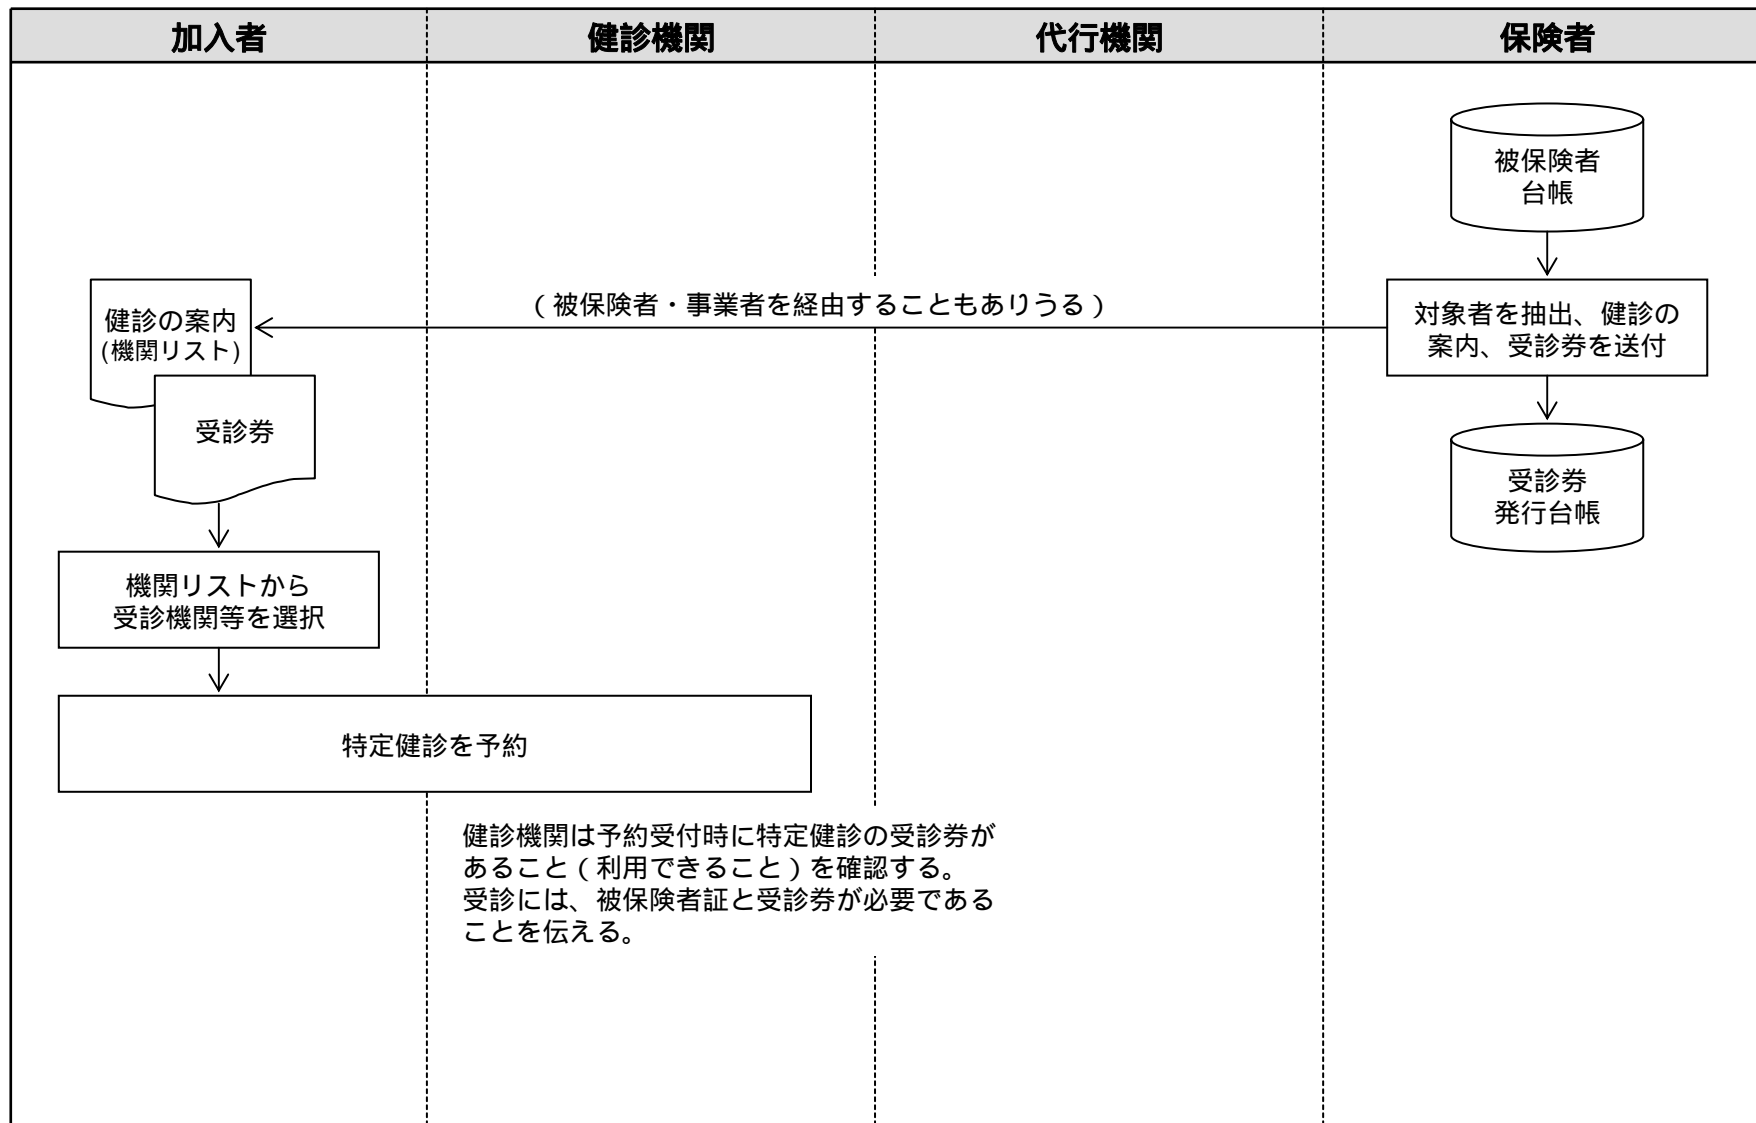 加入者
健診機関
代行機関
保険者
被保険者
台帳
(被保険者・事業者を経由することもありうる)
対象者を抽出、健診の
案内、受診券を送付
健診の案内
(機関リスト)
受診券
受診券
発行台帳
機関リストから
受診機関等を選択
特定健診を予約
健診機関は予約受付時に特定健診の受診券が
あること(利用できること)を確認する。
受診には、被保険者証と受診券が必要である
ことを伝える。